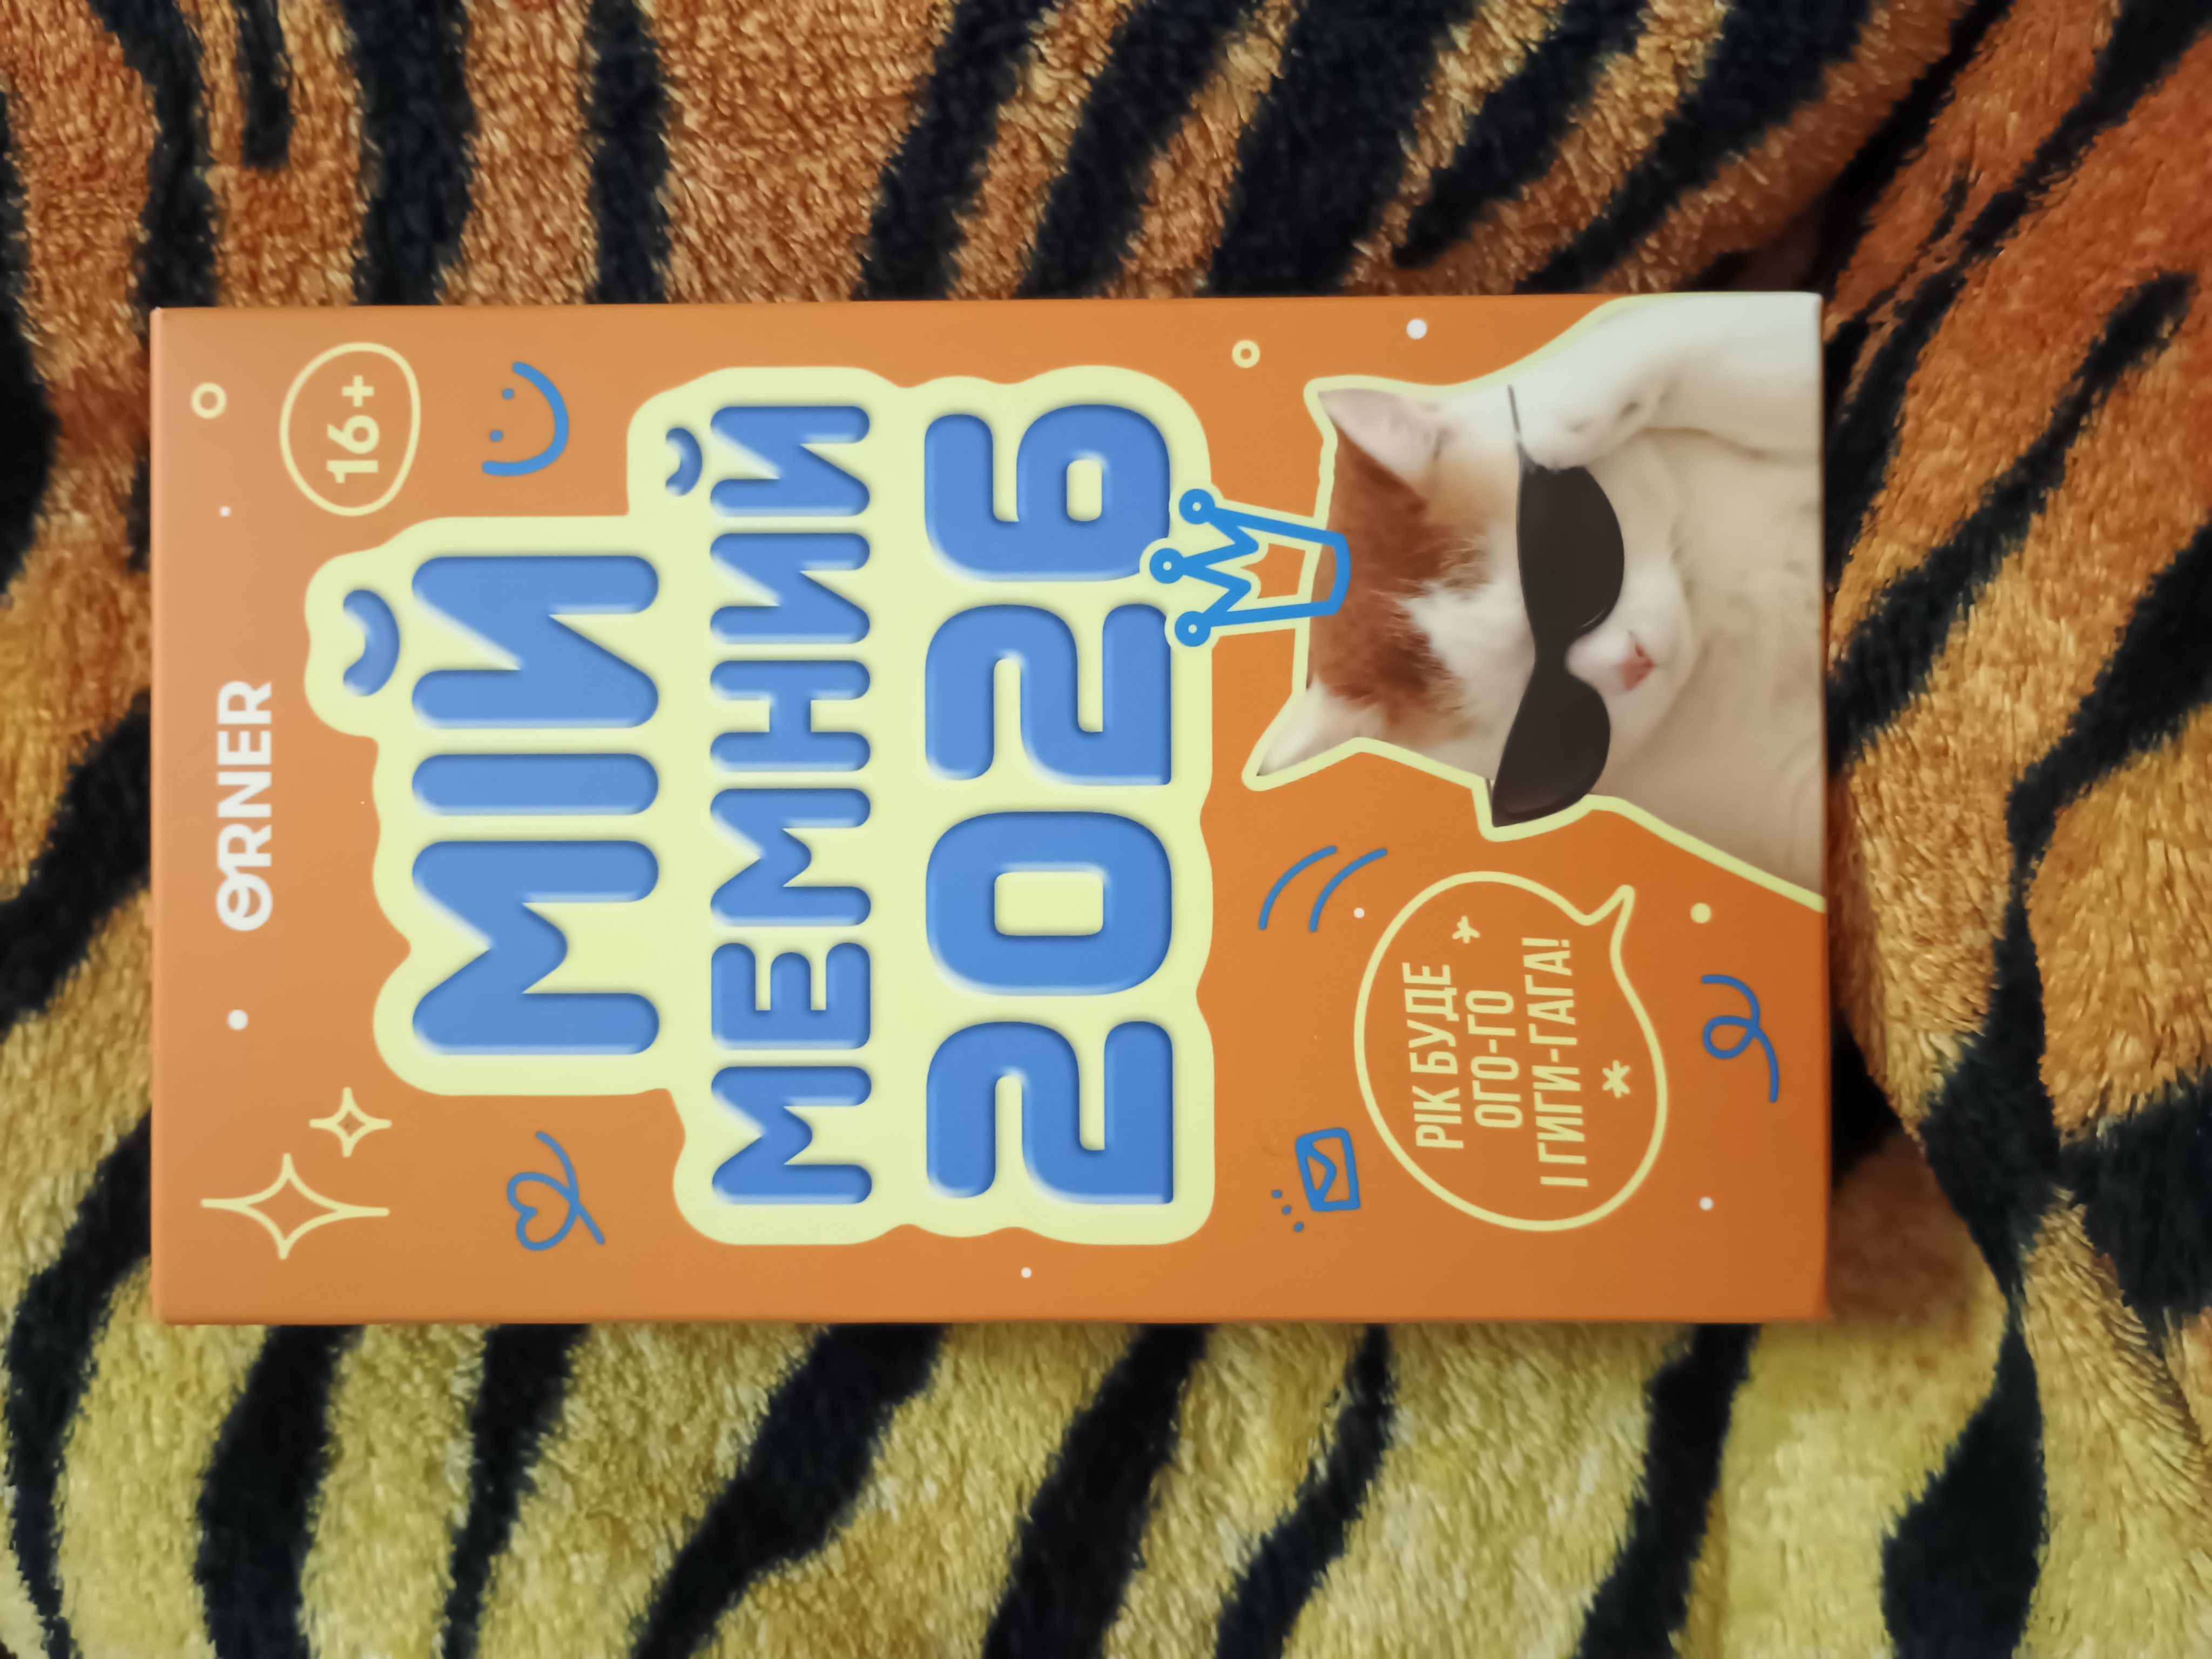 ORNER
16+
МІЙ
МЕМНИЙ
2026
РІК БУДЕ
ОГО-ГО
І ГИГИ-ГАГА!